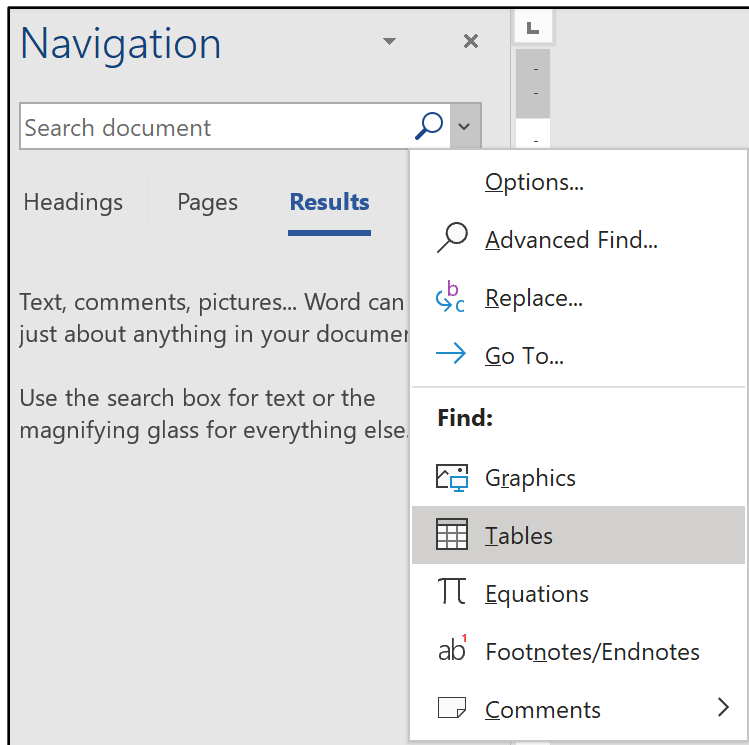 Navigation
Search document
Headings Pages Results
Text, comments, pictures... Word can
just about anything in your documen
Use the search box for text or the
magnifying glass for everything else.
Options...
Advanced Find...
b
c
Replace...
Go To...
Find:
Graphics
Tables
π Equations
ab1 Footnotes/Endnotes
Comments